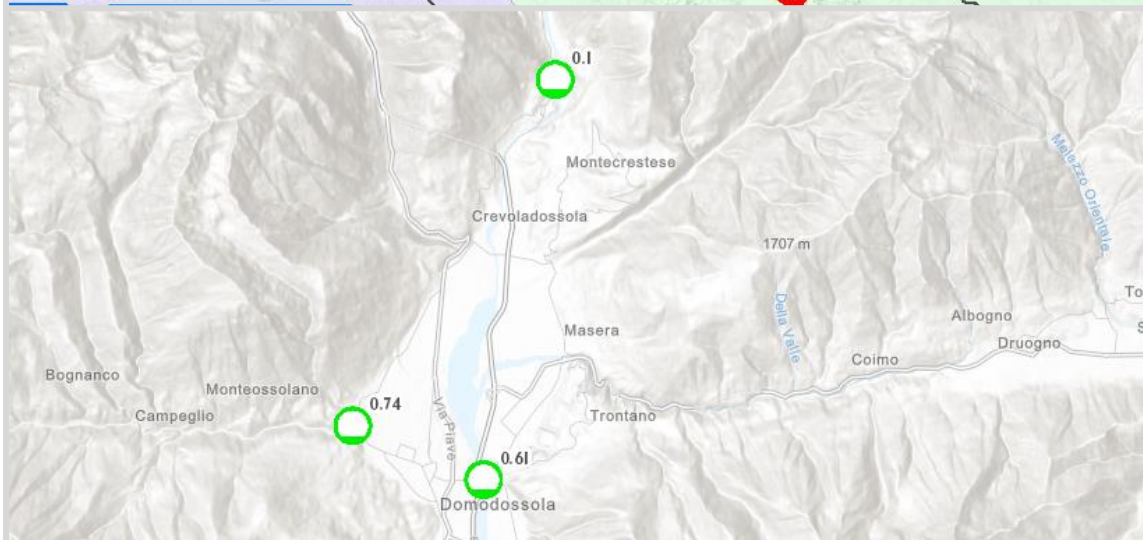 0.1
Montecrestese
Melezzo Orientale
Crevoladossola
1707 m
Della Valle
To
Albogno
Masera
S
Druogno
Coimo
Bognanco
Monteossolano
0.74
Via Piave
Campeglio
Trontano
0.61
Domodossola